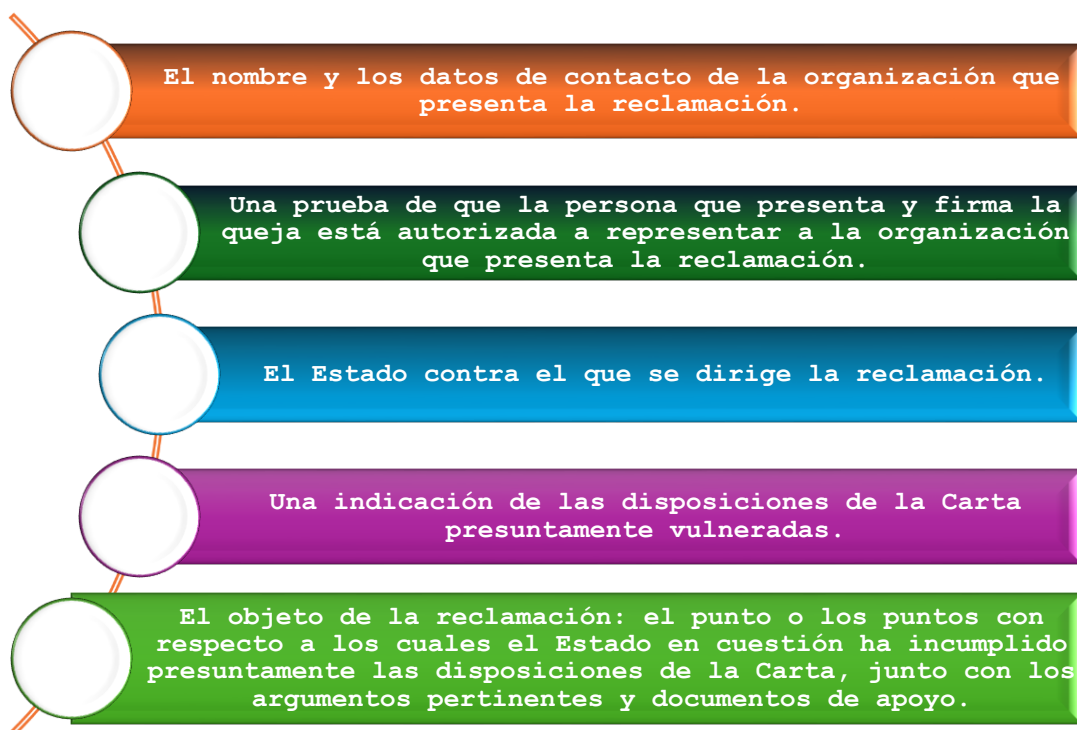 El nombre y los datos de contacto de la organización que
presenta la reclamación.
Una prueba de que la persona que presenta y firma la
queja está autorizada a representar a la organización
que presenta la reclamación.
El Estado contra el que se dirige la reclamación.
Una indicación de las disposiciones de la Carta
presuntamente vulneradas.
El objeto de la reclamación: el punto o los puntos con
respecto a los cuales el Estado en cuestión ha incumplido
presuntamente las disposiciones de la Carta, junto con los
argumentos pertinentes y documentos de apoyo.